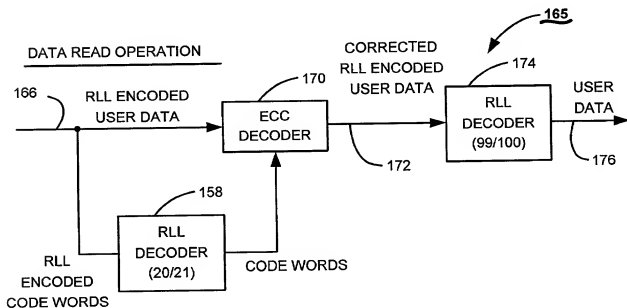 165
DATA READ OPERATION
166
RLL ENCODED
USER DATA
170
ECC
DECODER
CORRECTED
RLL ENCODED
USER DATA
172
174
RLL
DECODER
(99/100)
USER
DATA
176
158
RLL
DECODER
(20/21)
RLL
ENCODED
CODE WORDS
CODE WORDS